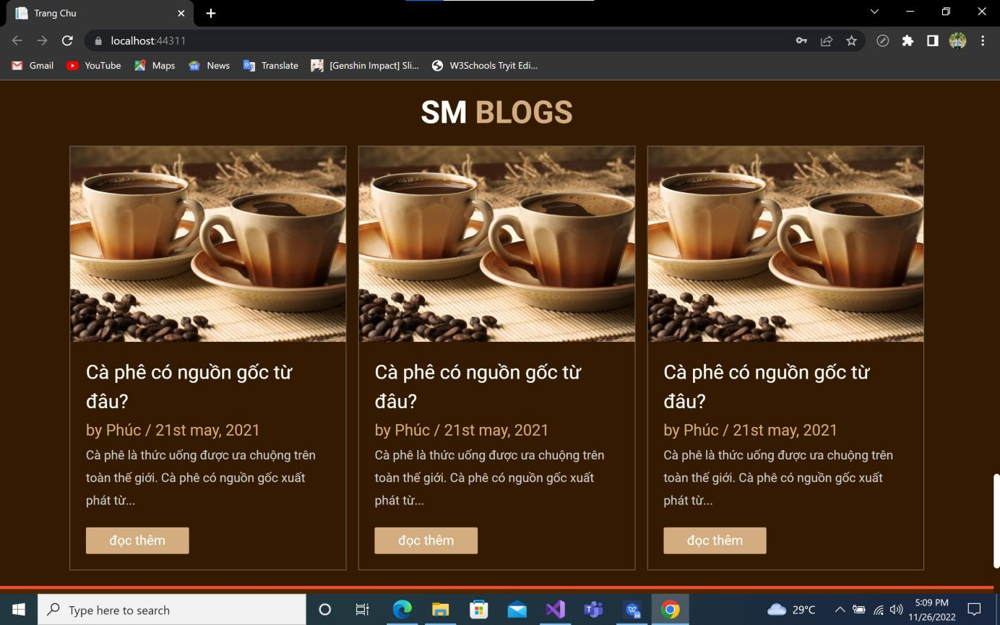 Trang Chu
localhost:44311
Gmail YouTube Maps News Translate [Genshin Impact] Sli... W3Schools Tryit Edi...
SM BLOGS
Cà phê có nguồn gốc từ
đâu?
by Phúc / 21st may, 2021
Cà phê là thức uống được ưa chuộng trên
toàn thế giới. Cà phê có nguồn gốc xuất
phát từ...
đọc thêm
Cà phê có nguồn gốc từ
đâu?
by Phúc / 21st may, 2021
Cà phê là thức uống được ưa chuộng trên
toàn thế giới. Cà phê có nguồn gốc xuất
phát từ...
đọc thêm
Cà phê có nguồn gốc từ
đâu?
by Phúc / 21st may, 2021
Cà phê là thức uống được ưa chuộng trên
toàn thế giới. Cà phê có nguồn gốc xuất
phát từ...
đọc thêm
Type here to search
29°C
5:09 PM
11/26/2022